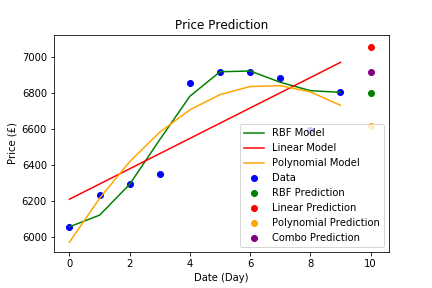 Price Prediction
7000
6800
6600
6400
6200
6000
Price (£)
RBF Model
Linear Model
Polynomial Model
Data
RBF Prediction
Linear Prediction
Polynomial Prediction
Combo Prediction
0 2 4 6 8 10
Date (Day)